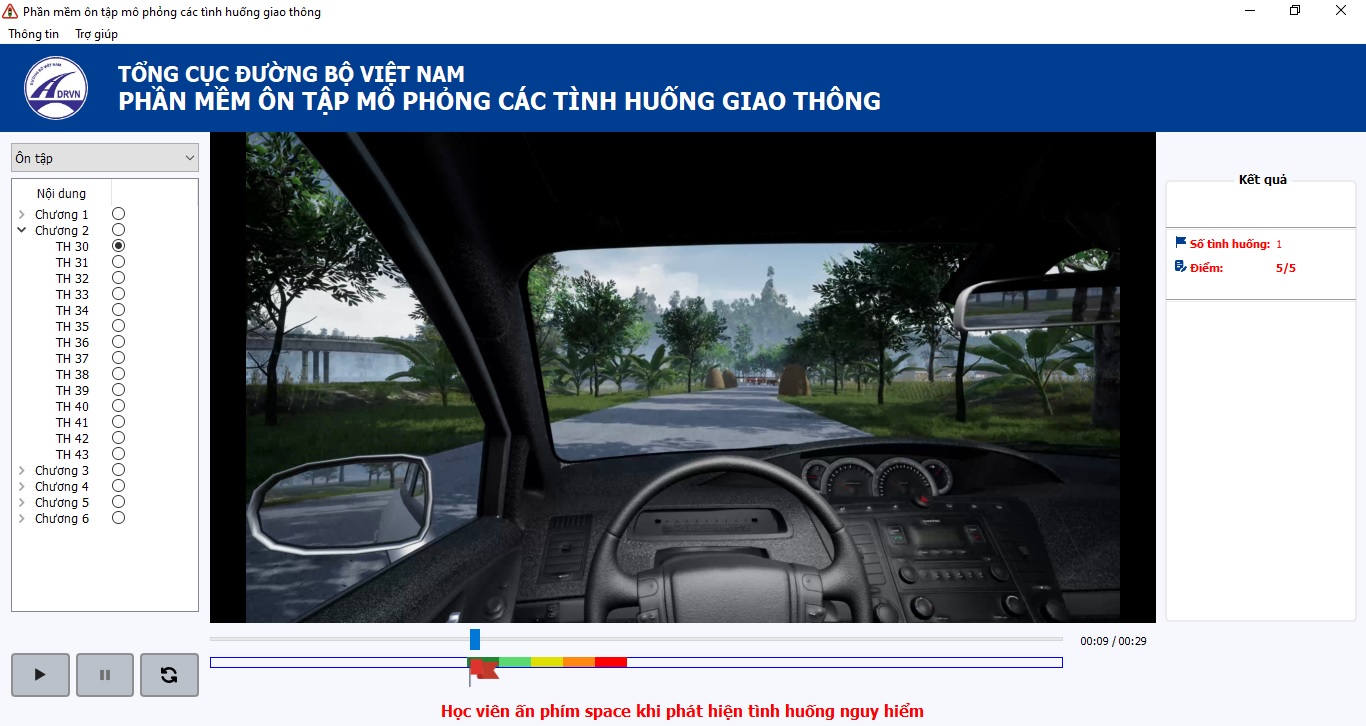 Phần mềm ôn tập mô phỏng các tình huống giao thông
Thông tin Trợ giúp
ĐƯỜNG BỘ VIỆT NAM
DRVN
TỔNG CỤC ĐƯỜNG BỘ VIỆT NAM
PHẦN MỀM ÔN TẬP MÔ PHỎNG CÁC TÌNH HUỐNG GIAO THÔNG
Ôn tập
Nội dung
Chương 1
Chương 2
TH 30
TH 31
TH 32
TH 33
TH 34
TH 35
TH 36
TH 37
TH 38
TH 39
TH 40
TH 41
TH 42
TH 43
Chương 3
Chương 4
Chương 5
Chương 6
Kết quả
Số tình huống: 1
Điểm: 5/5
00:09 / 00:29
Học viên ấn phím space khi phát hiện tình huống nguy hiểm